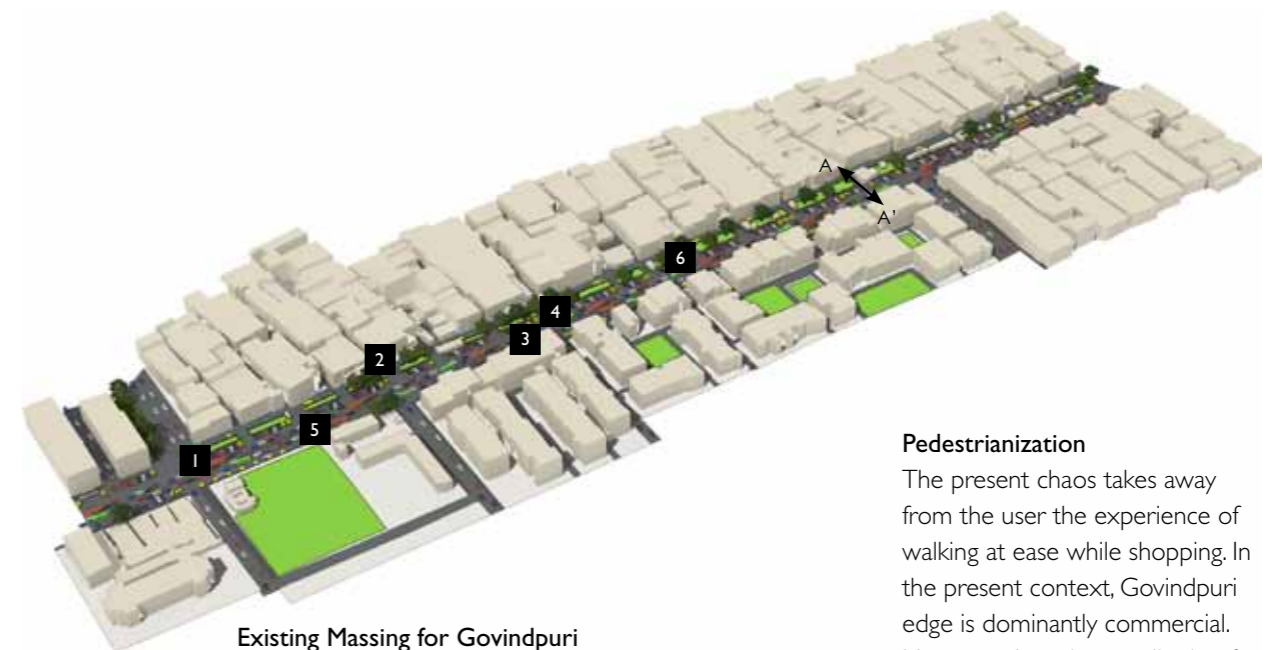 A
A'
6
4
3
2
5
1
Existing Massing for Govindpuri
Pedestrianization
The present chaos takes away
from the user the experience of
walking at ease while shopping. In
the present context, Govindpuri
edge is dominantly commercial.